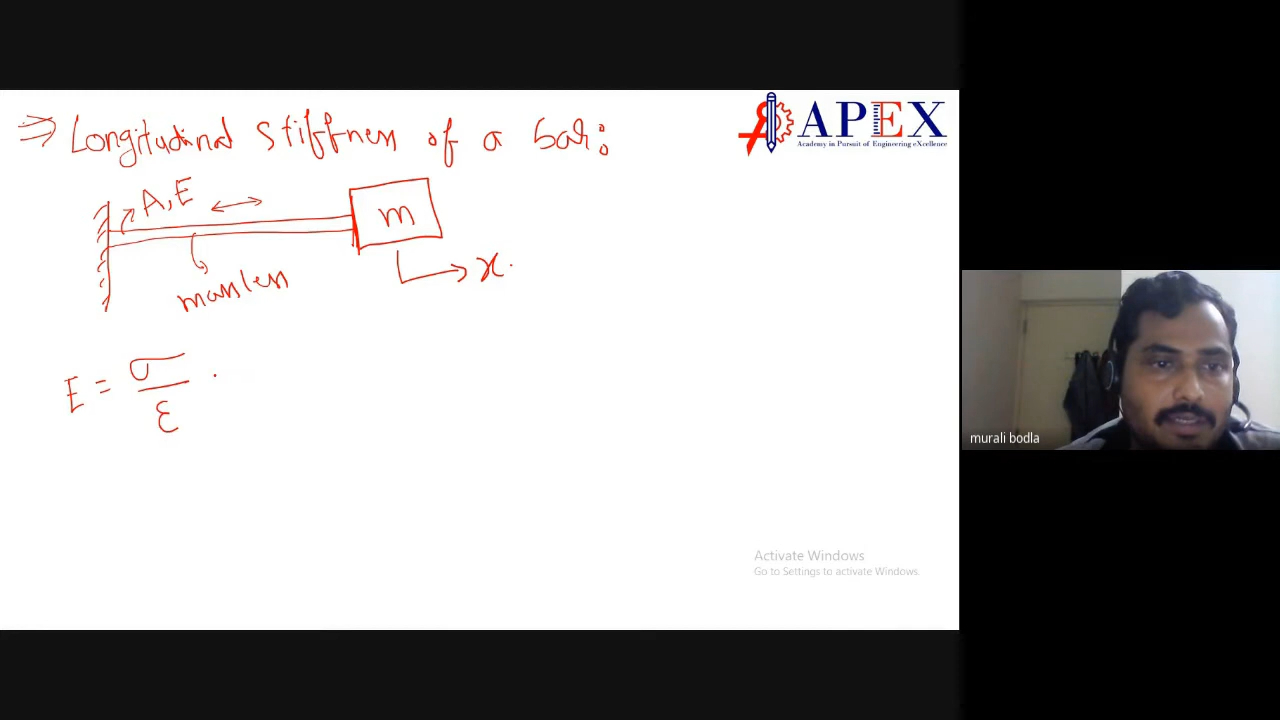 ⇒ Longitudinal stiffness of a bar:
APEX
Academy in Pursuit of Engineering eXcellence
A, E
m
x.
massless
E = σ/ε
murali bodla
Activate Windows
Go to Settings to activate Windows.